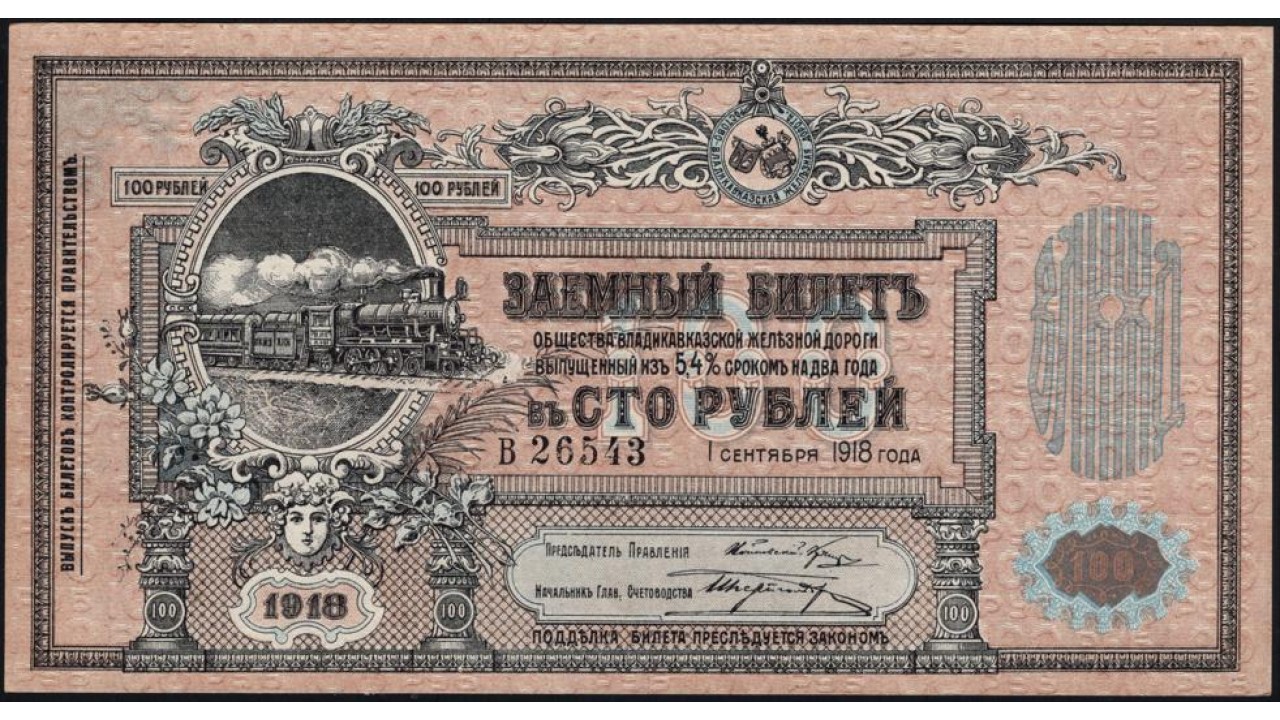 ВЫПУСКЪ БИЛЕТОВЪ КОНТРОЛИРУЕТСЯ ПРАВИТЕЛЬСТВОМЪ.
100 РУБЛЕЙ
100 РУБЛЕЙ
ВЛАДИКАВКАЗСКАЯ
ЗАЕМНЫЙ БИЛЕТЪ
100
ОБЩЕСТВА ВЛАДИКАВКАЗСКОЙ ЖЕЛѢЗНОЙ ДОРОГИ
ВЫПУЩЕННЫЙ ИЗЪ 5,4% СРОКОМЪ НА ДВА ГОДА
ВЪ СТО РУБЛЕЙ
В 26543
1 СЕНТЯБРЯ 1918 ГОДА
ПРЕДСѢДАТЕЛЬ ПРАВЛЕНІЯ
НАЧАЛЬНИКЪ ГЛАВ. СЧЕТОВОДСТВА
100
1918
100
100
100
ПОДДѢЛКА БИЛЕТА ПРЕСЛѢДУЕТСЯ ЗАКОНОМЪ